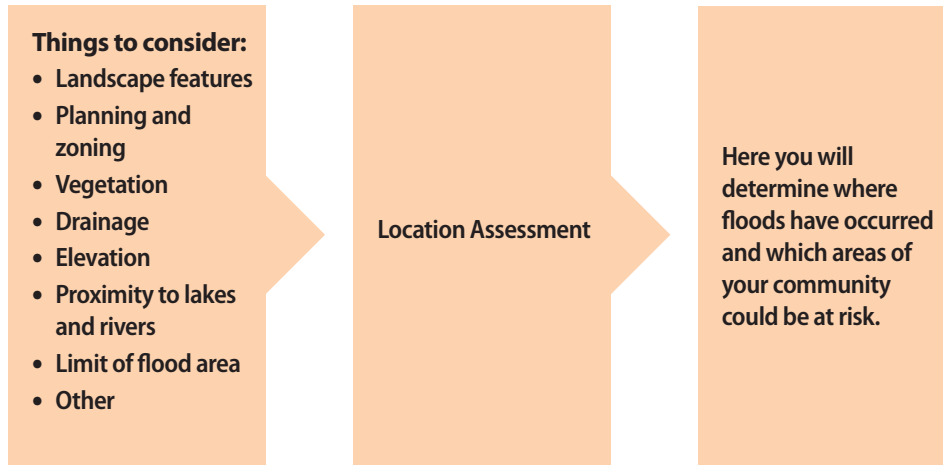 Things to consider:
• Landscape features
• Planning and
zoning
• Vegetation
• Drainage
• Elevation
• Proximity to lakes
and rivers
• Limit of flood area
• Other
Location Assessment
Here you will
determine where
floods have occurred
and which areas of
your community
could be at risk.